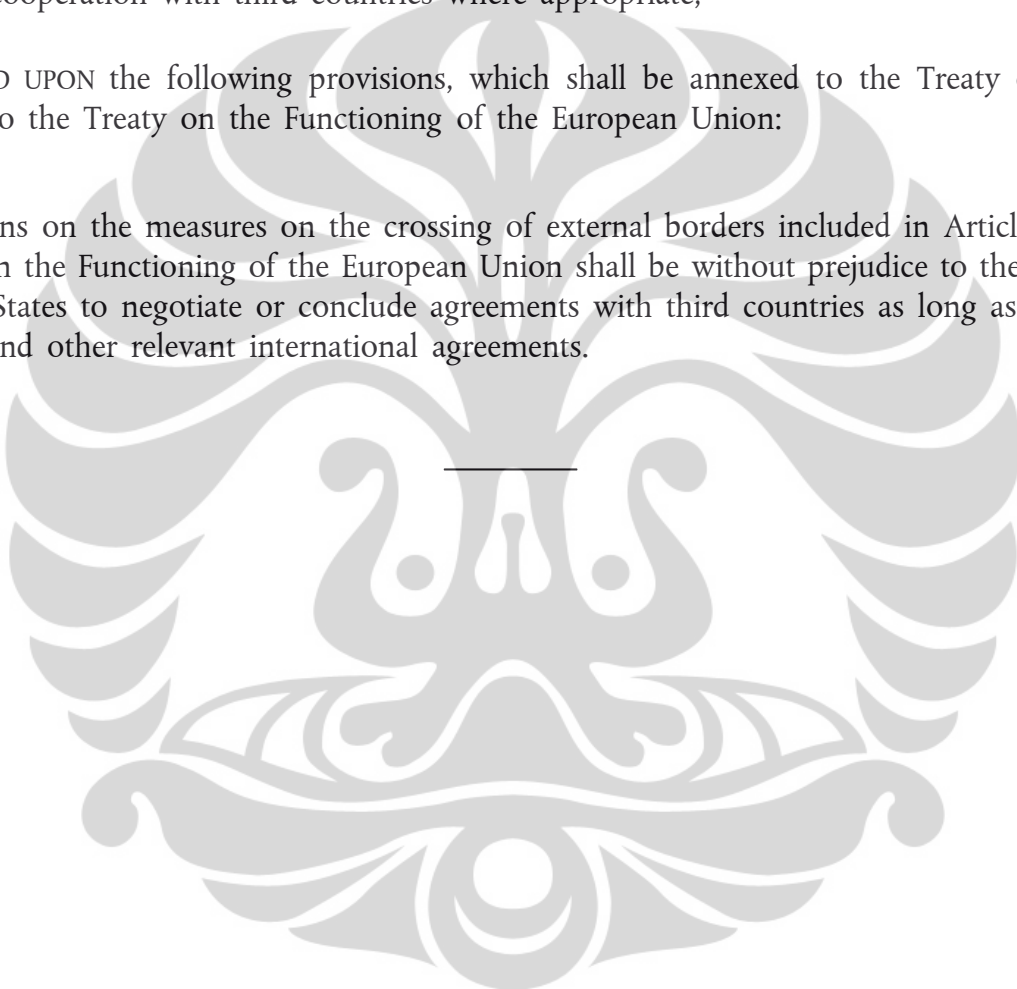 cooperation with third countries where appropriate,
UPON the following provisions, which shall be annexed to the Treaty
the Treaty on the Functioning of the European Union:
on the measures on the crossing of external borders included in
the Functioning of the European Union shall be without prejudice to the
States to negotiate or conclude agreements with third countries as long as
other relevant international agreements.